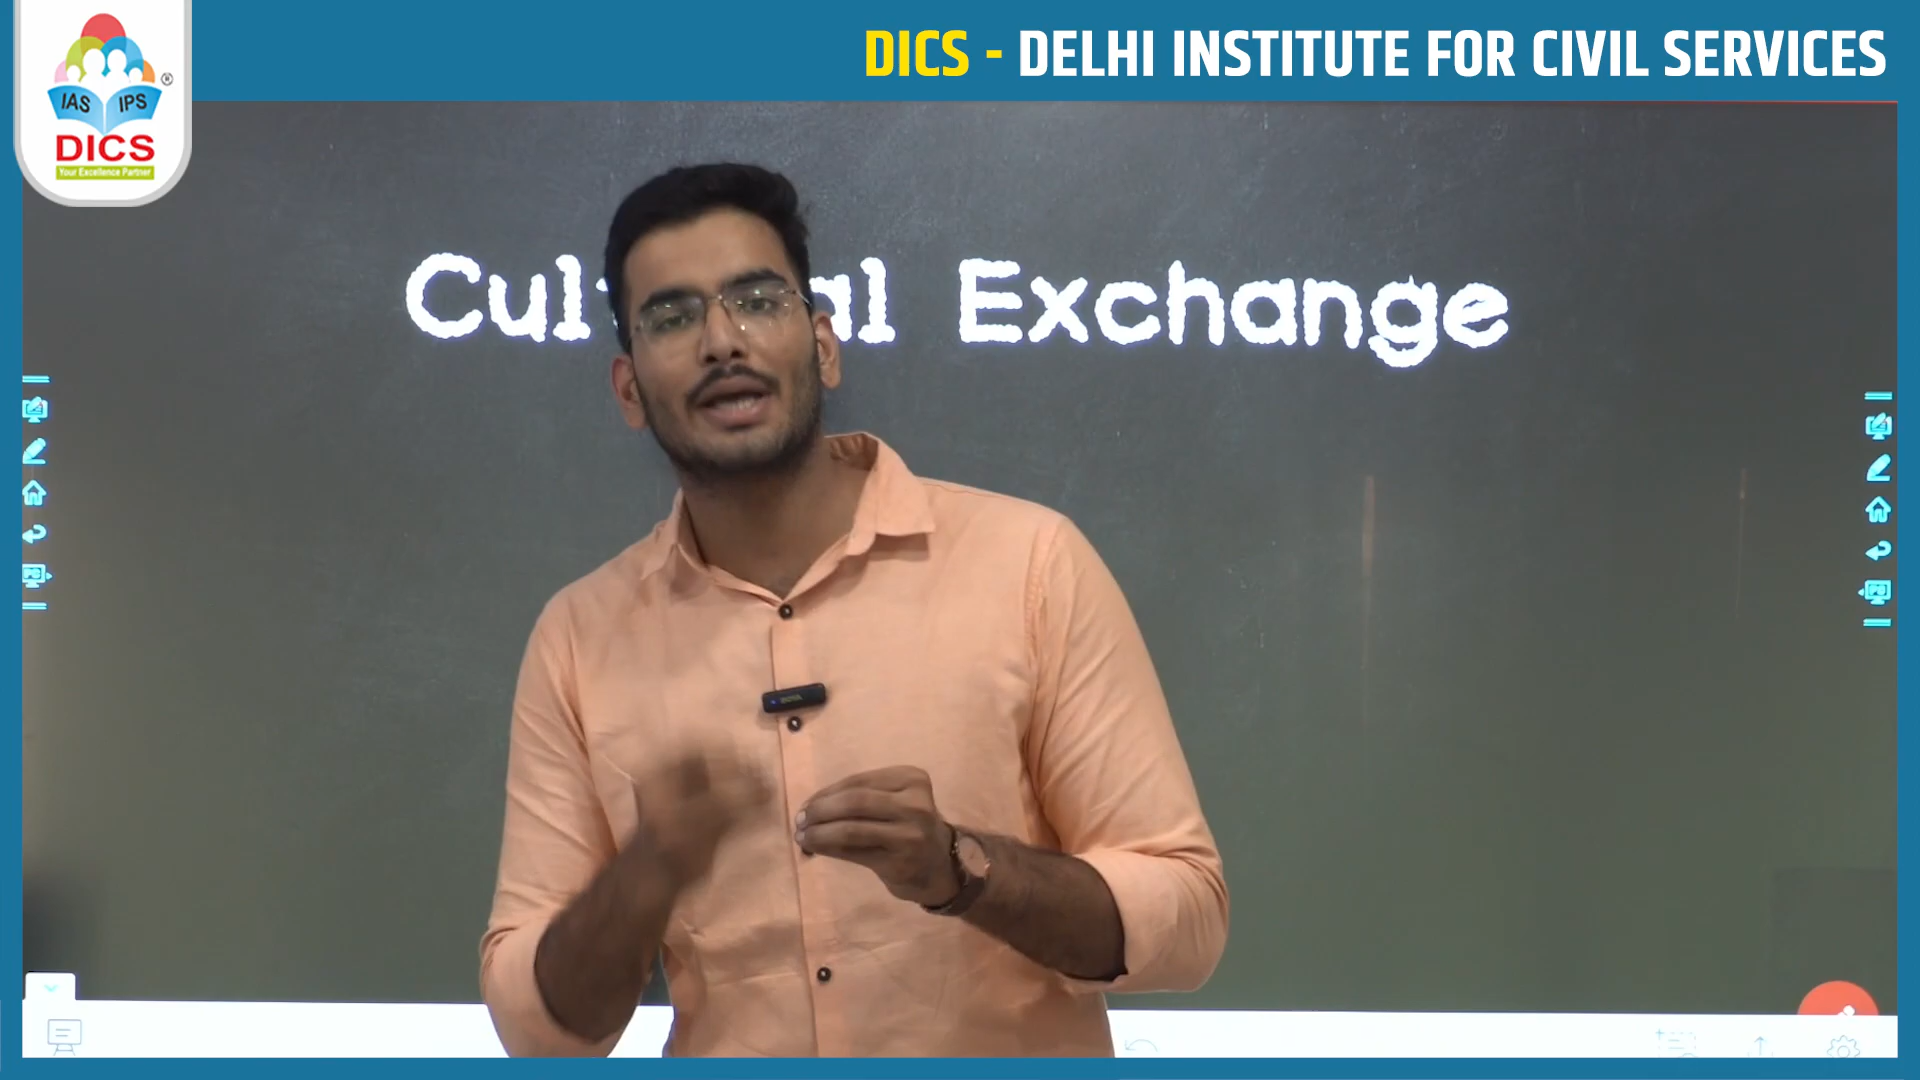 DICS - DELHI INSTITUTE FOR CIVIL SERVICES
IAS IPS
®
DICS
Your Excellence Partner
Cul al Exchange